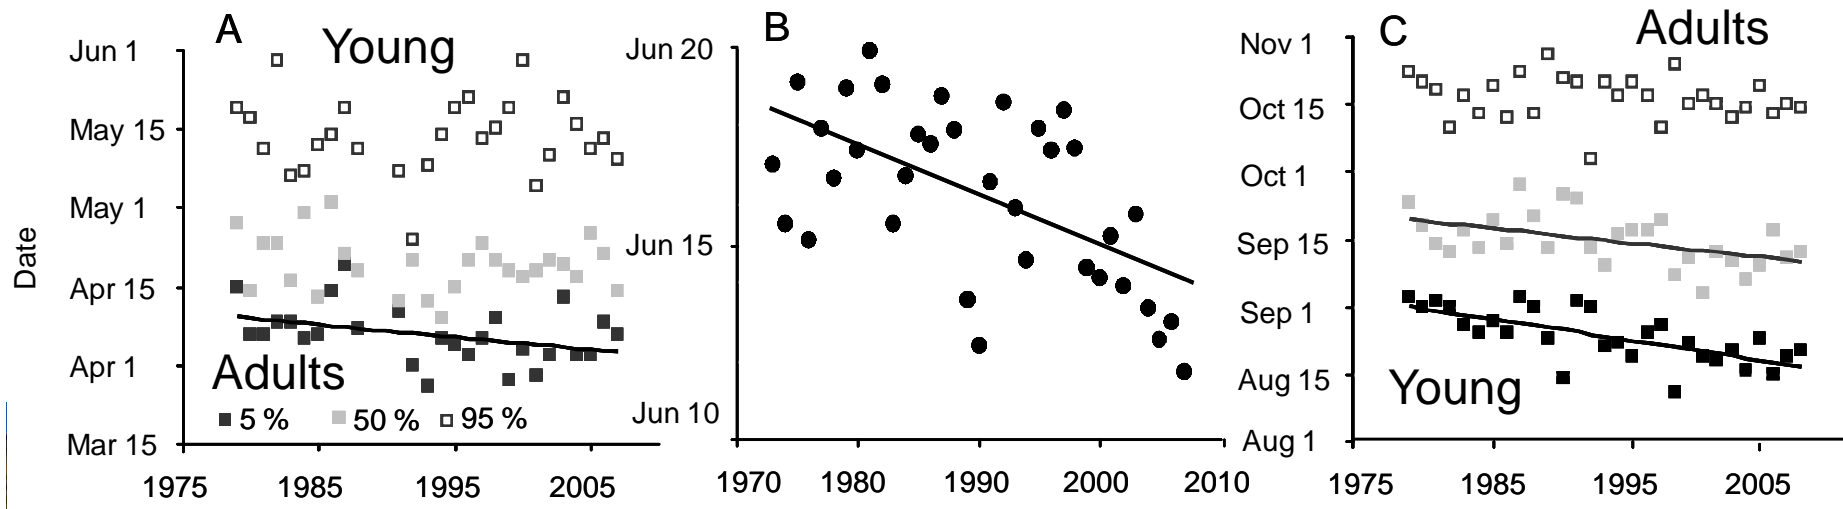 A
Young
Jun 1
May 15
May 1
Apr 15
Apr 1
Mar 15
Date
Adults
5 % 50 % 95 %
1975 1985 1995 2005
B
Jun 20
Jun 15
Jun 10
1970 1980 1990 2000 2010
C
Adults
Nov 1
Oct 15
Oct 1
Sep 15
Sep 1
Aug 15
Aug 1
Young
1975 1985 1995 2005